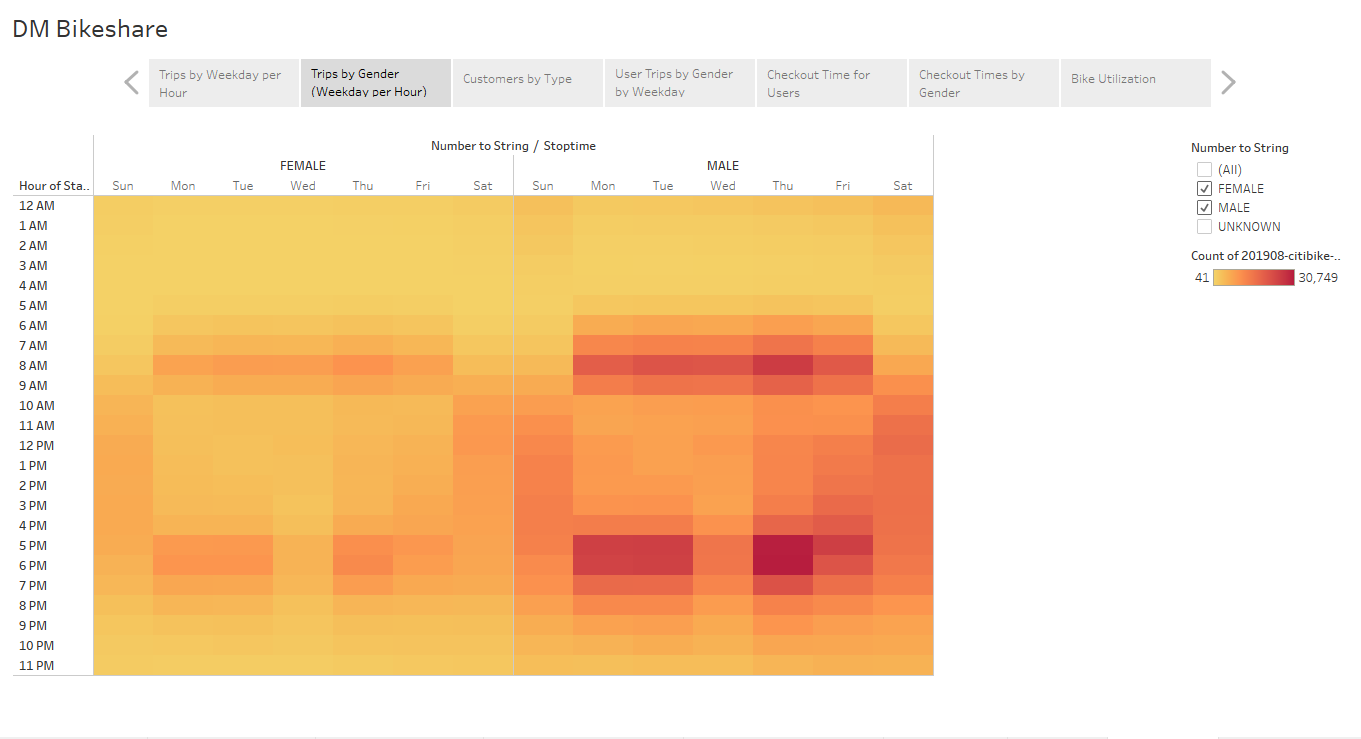 DM Bikeshare
Trips by Weekday per
Hour
Trips by Gender
(Weekday per Hour)
Customers by Type
User Trips by Gender
by Weekday
Checkout Time for
Users
Checkout Times by
Gender
Bike Utilization
Number to String / Stoptime
FEMALE MALE
Hour of Sta.. Sun Mon Tue Wed Thu Fri Sat Sun Mon Tue Wed Thu Fri Sat
12 AM
1 AM
2 AM
3 AM
4 AM
5 AM
6 AM
7 AM
8 AM
9 AM
10 AM
11 AM
12 PM
1 PM
2 PM
3 PM
4 PM
5 PM
6 PM
7 PM
8 PM
9 PM
10 PM
11 PM
Number to String
(All)
FEMALE
MALE
UNKNOWN
Count of 201908-citibike-..
41 30,749